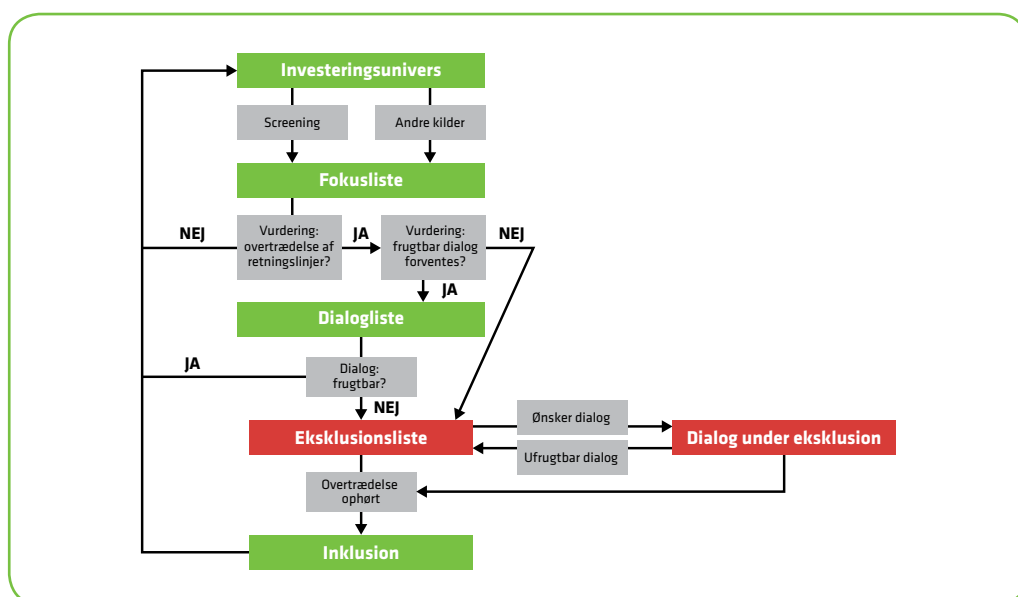 Investeringsunivers
Screening
Andre kilder
Fokusliste
NEJ
Vurdering:
overtrædelse af
retningslinjer?
JA
Vurdering:
frugtbar dialog
forventes?
NEJ
JA
Dialogliste
JA
Dialog:
frugtbar?
NEJ
Eksklusionsliste
Ønsker dialog
Ufrugtbar dialog
Dialog under eksklusion
Overtrædelse
ophørt
Inklusion